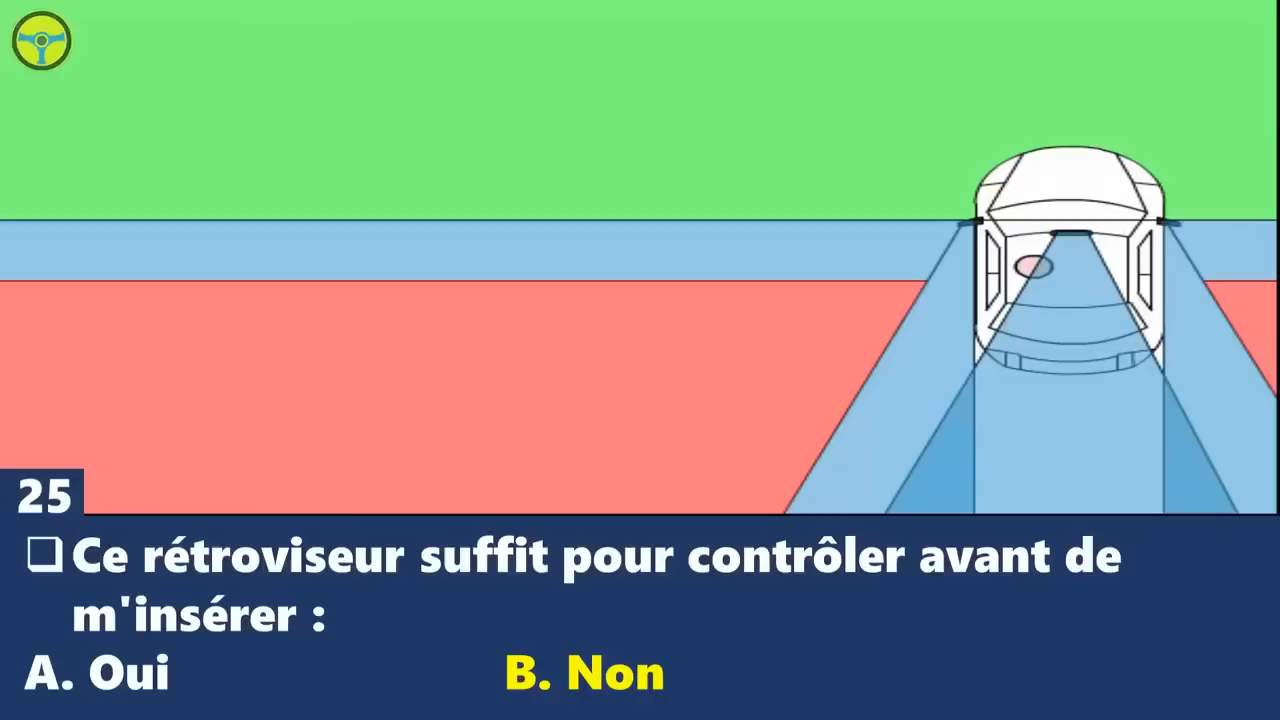 25
❑ Ce rétroviseur suffit pour contrôler avant de
m'insérer :
A. Oui B. Non